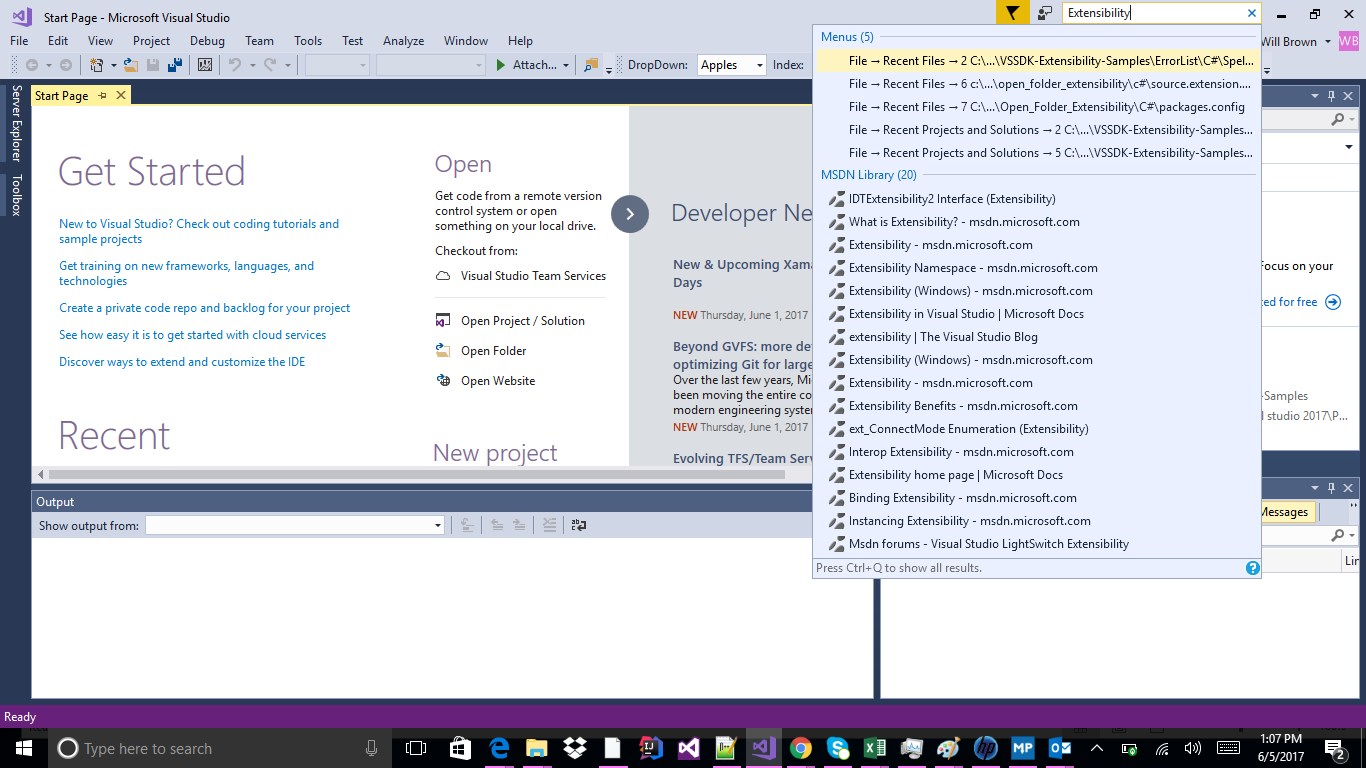 Start Page - Microsoft Visual Studio
Extensibility
File Edit View Project Debug Team Tools Test Analyze Window Help
Will Brown WB
Attach... DropDown: Apples Index:
Server Explorer
Toolbox
Start Page
Get Started
New to Visual Studio? Check out coding tutorials and
sample projects
Get training on new frameworks, languages, and
technologies
Create a private code repo and backlog for your project
See how easy it is to get started with cloud services
Discover ways to extend and customize the IDE
Recent
Open
Get code from a remote version
control system or open
something on your local drive.
Checkout from:
Visual Studio Team Services
Open Project / Solution
Open Folder
Open Website
New project
Developer Ne
New & Upcoming Xama
Days
NEW Thursday, June 1, 2017
Beyond GVFS: more de
optimizing Git for large
Over the last few years, Mi
been moving the entire co
modern engineering system
NEW Thursday, June 1, 2017
Evolving TFS/Team Serv
Menus (5)
File → Recent Files → 2 C:\...\VSSDK-Extensibility-Samples\ErrorList\C#\Spel...
File → Recent Files → 6 c:\...\open_folder_extensibility\c#\source.extension....
File → Recent Files → 7 C:\...\Open_Folder_Extensibility\C#\packages.config
File → Recent Projects and Solutions → 2 C:\...\VSSDK-Extensibility-Samples...
File → Recent Projects and Solutions → 5 C:\...\VSSDK-Extensibility-Samples...
MSDN Library (20)
IDTExtensibility2 Interface (Extensibility)
What is Extensibility? - msdn.microsoft.com
Extensibility - msdn.microsoft.com
Extensibility Namespace - msdn.microsoft.com
Extensibility (Windows) - msdn.microsoft.com
Extensibility in Visual Studio | Microsoft Docs
extensibility | The Visual Studio Blog
Extensibility (Windows) - msdn.microsoft.com
Extensibility - msdn.microsoft.com
Extensibility Benefits - msdn.microsoft.com
ext_ConnectMode Enumeration (Extensibility)
Interop Extensibility - msdn.microsoft.com
Extensibility home page | Microsoft Docs
Binding Extensibility - msdn.microsoft.com
Instancing Extensibility - msdn.microsoft.com
Msdn forums - Visual Studio LightSwitch Extensibility
Press Ctrl+Q to show all results.
Focus on your
ed for free
-Samples
l studio 2017\P...
Messages
Lin
Output
Show output from:
Ready
Type here to search
MP
1:07 PM
6/5/2017
2